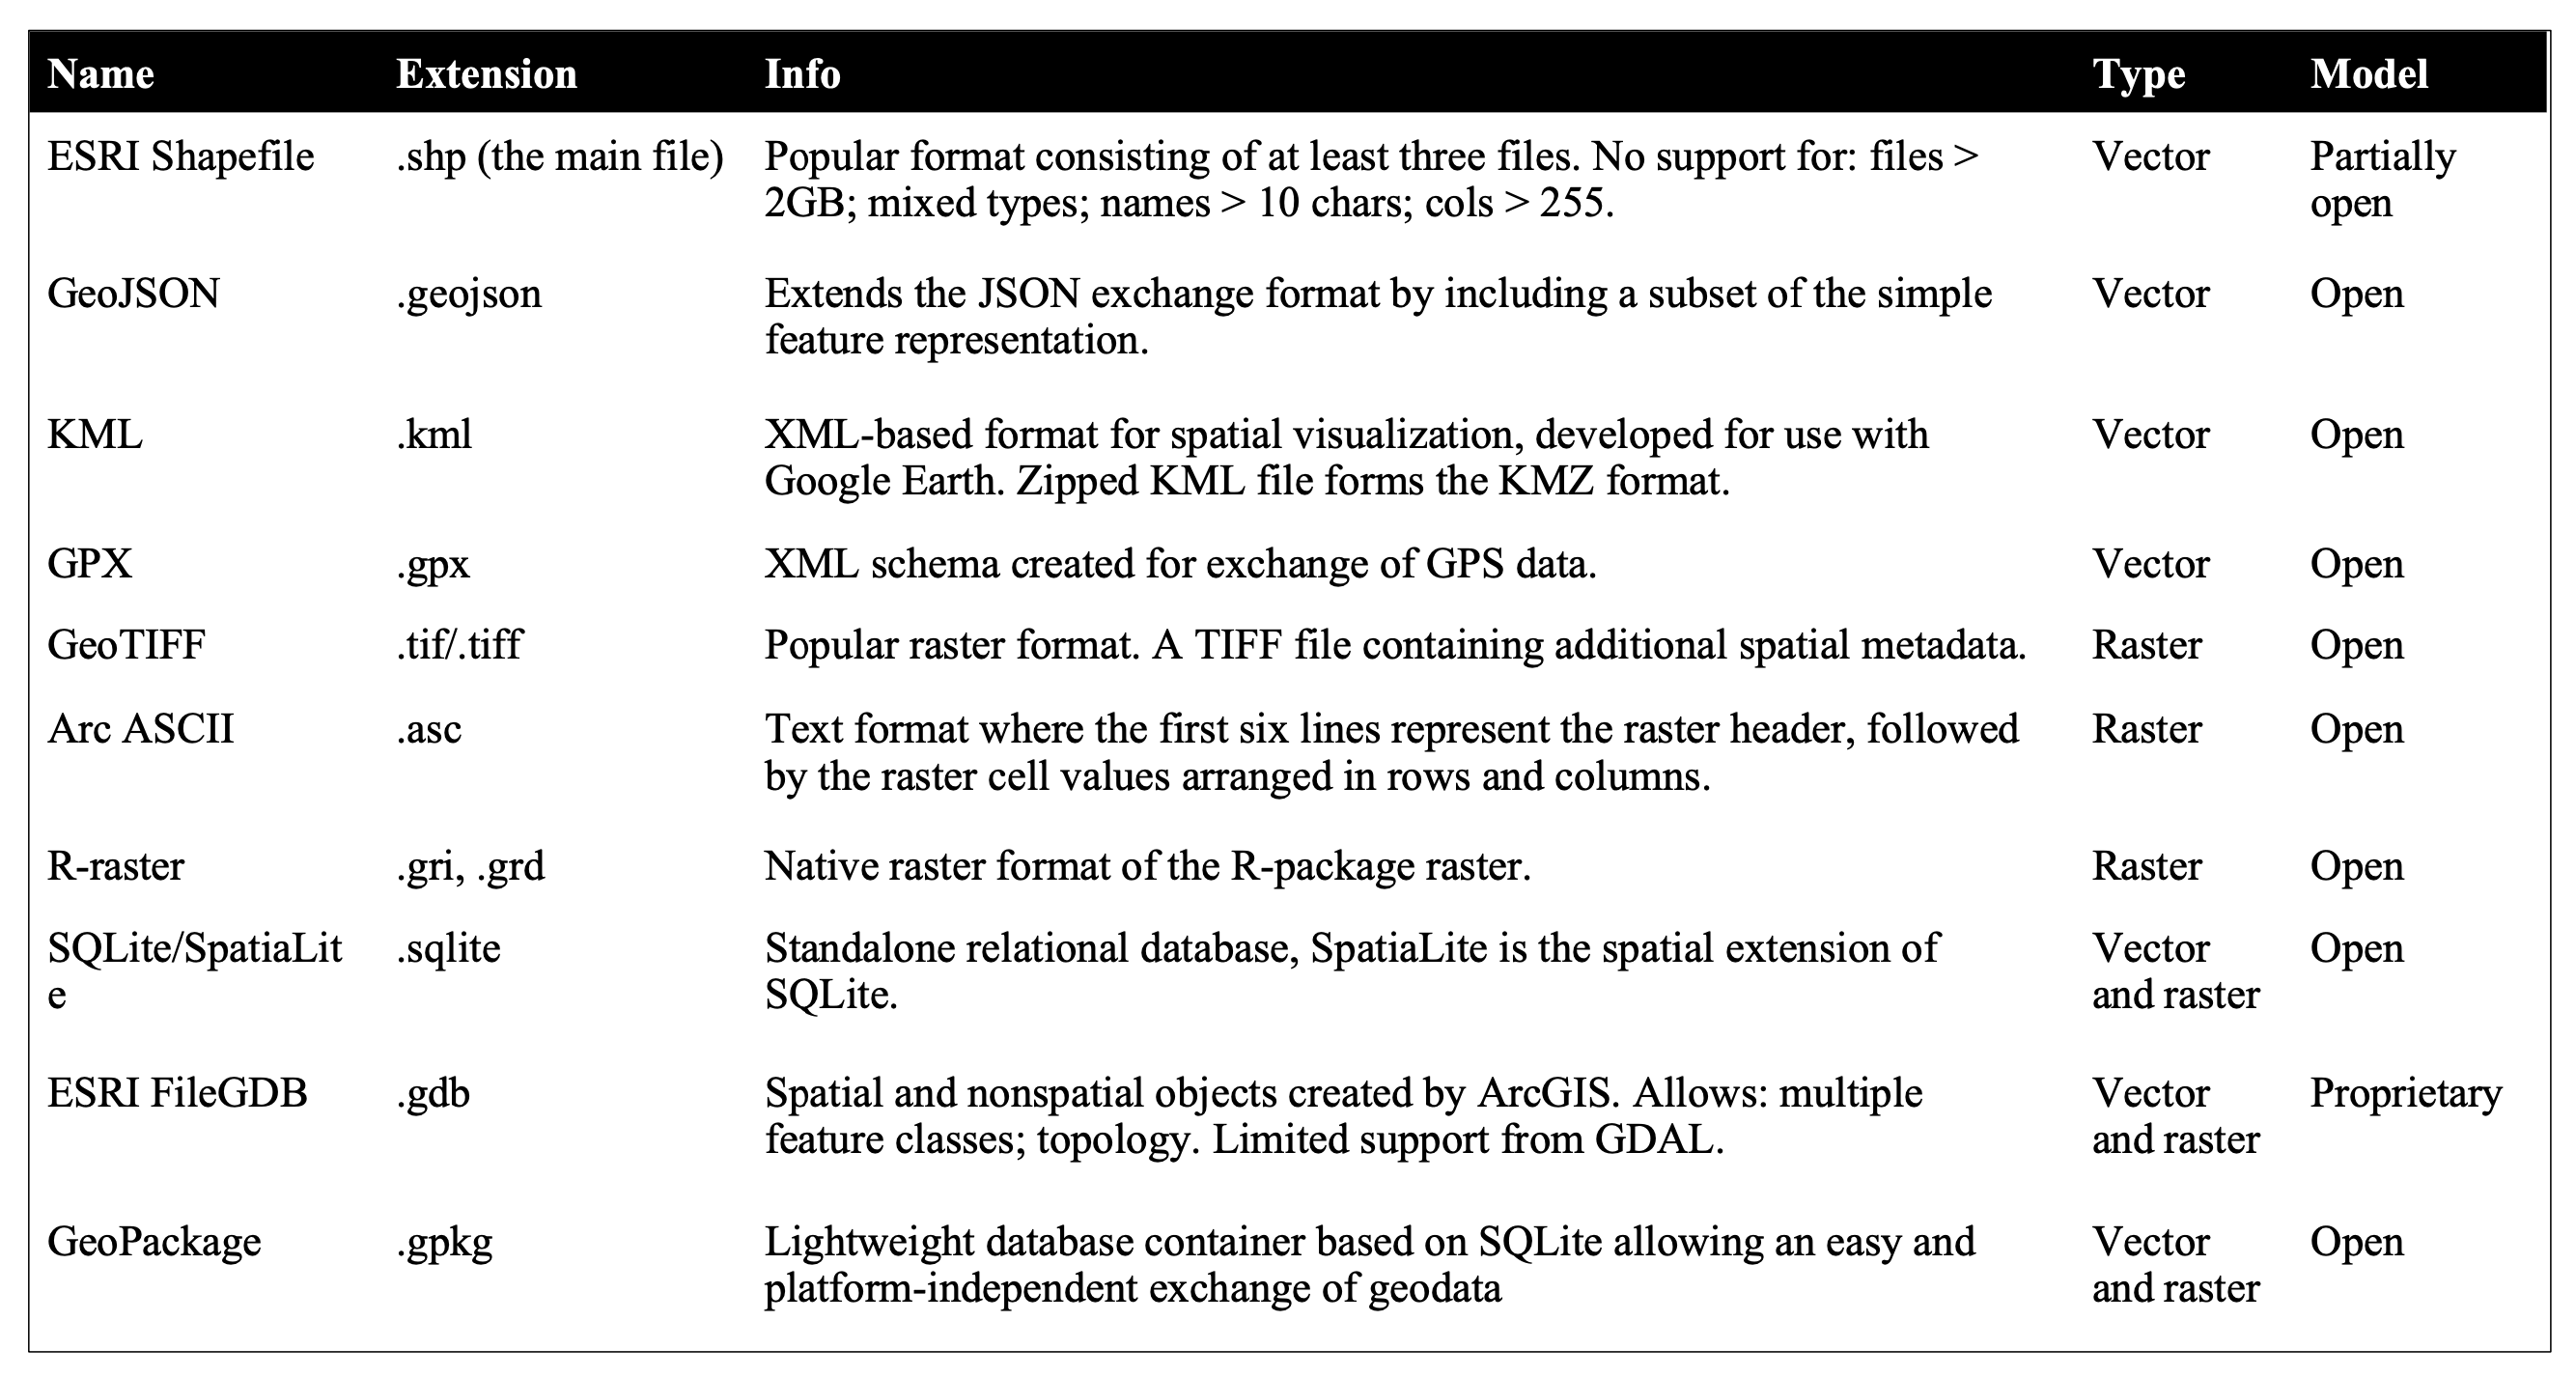 Name Extension Info Type Model
ESRI Shapefile .shp (the main file) Popular format consisting of at least three files. No support for: files > Vector Partially
2GB; mixed types; names > 10 chars; cols > 255. open
GeoJSON .geojson Extends the JSON exchange format by including a subset of the simple Vector Open
feature representation.
KML .kml XML-based format for spatial visualization, developed for use with Vector Open
Google Earth. Zipped KML file forms the KMZ format.
GPX .gpx XML schema created for exchange of GPS data. Vector Open
GeoTIFF .tif/.tiff Popular raster format. A TIFF file containing additional spatial metadata. Raster Open
Arc ASCII .asc Text format where the first six lines represent the raster header, followed Raster Open
by the raster cell values arranged in rows and columns.
R-raster .gri, .grd Native raster format of the R-package raster. Raster Open
SQLite/SpatiaLit .sqlite Standalone relational database, SpatiaLite is the spatial extension of Vector Open
e SQLite. and raster
ESRI FileGDB .gdb Spatial and nonspatial objects created by ArcGIS. Allows: multiple Vector Proprietary
feature classes; topology. Limited support from GDAL. and raster
GeoPackage .gpkg Lightweight database container based on SQLite allowing an easy and Vector Open
platform-independent exchange of geodata and raster